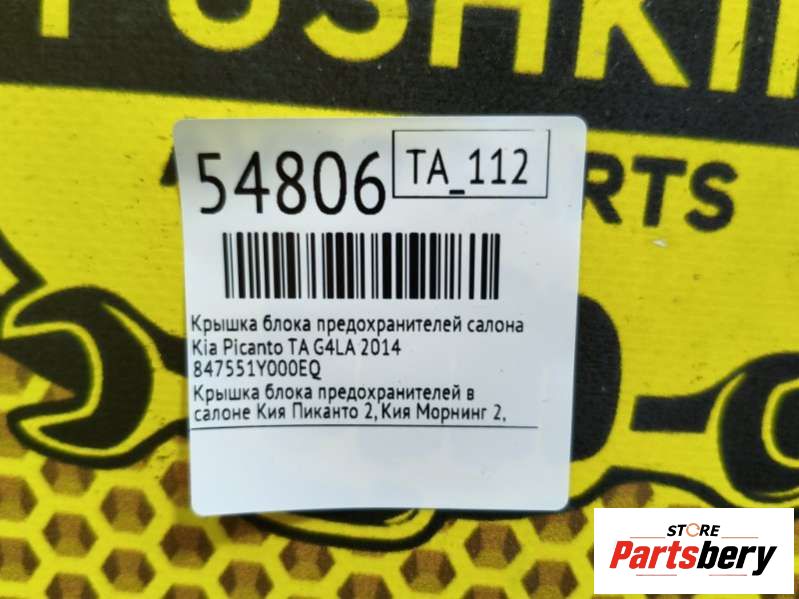 54806
TA_112
RTS
Крышка блока предохранителей салона
Kia Picanto TA G4LA 2014
847551Y000EQ
Крышка блока предохранителей в
салоне Кия Пиканто 2, Кия Морнинг 2,
STORE
Partsbery